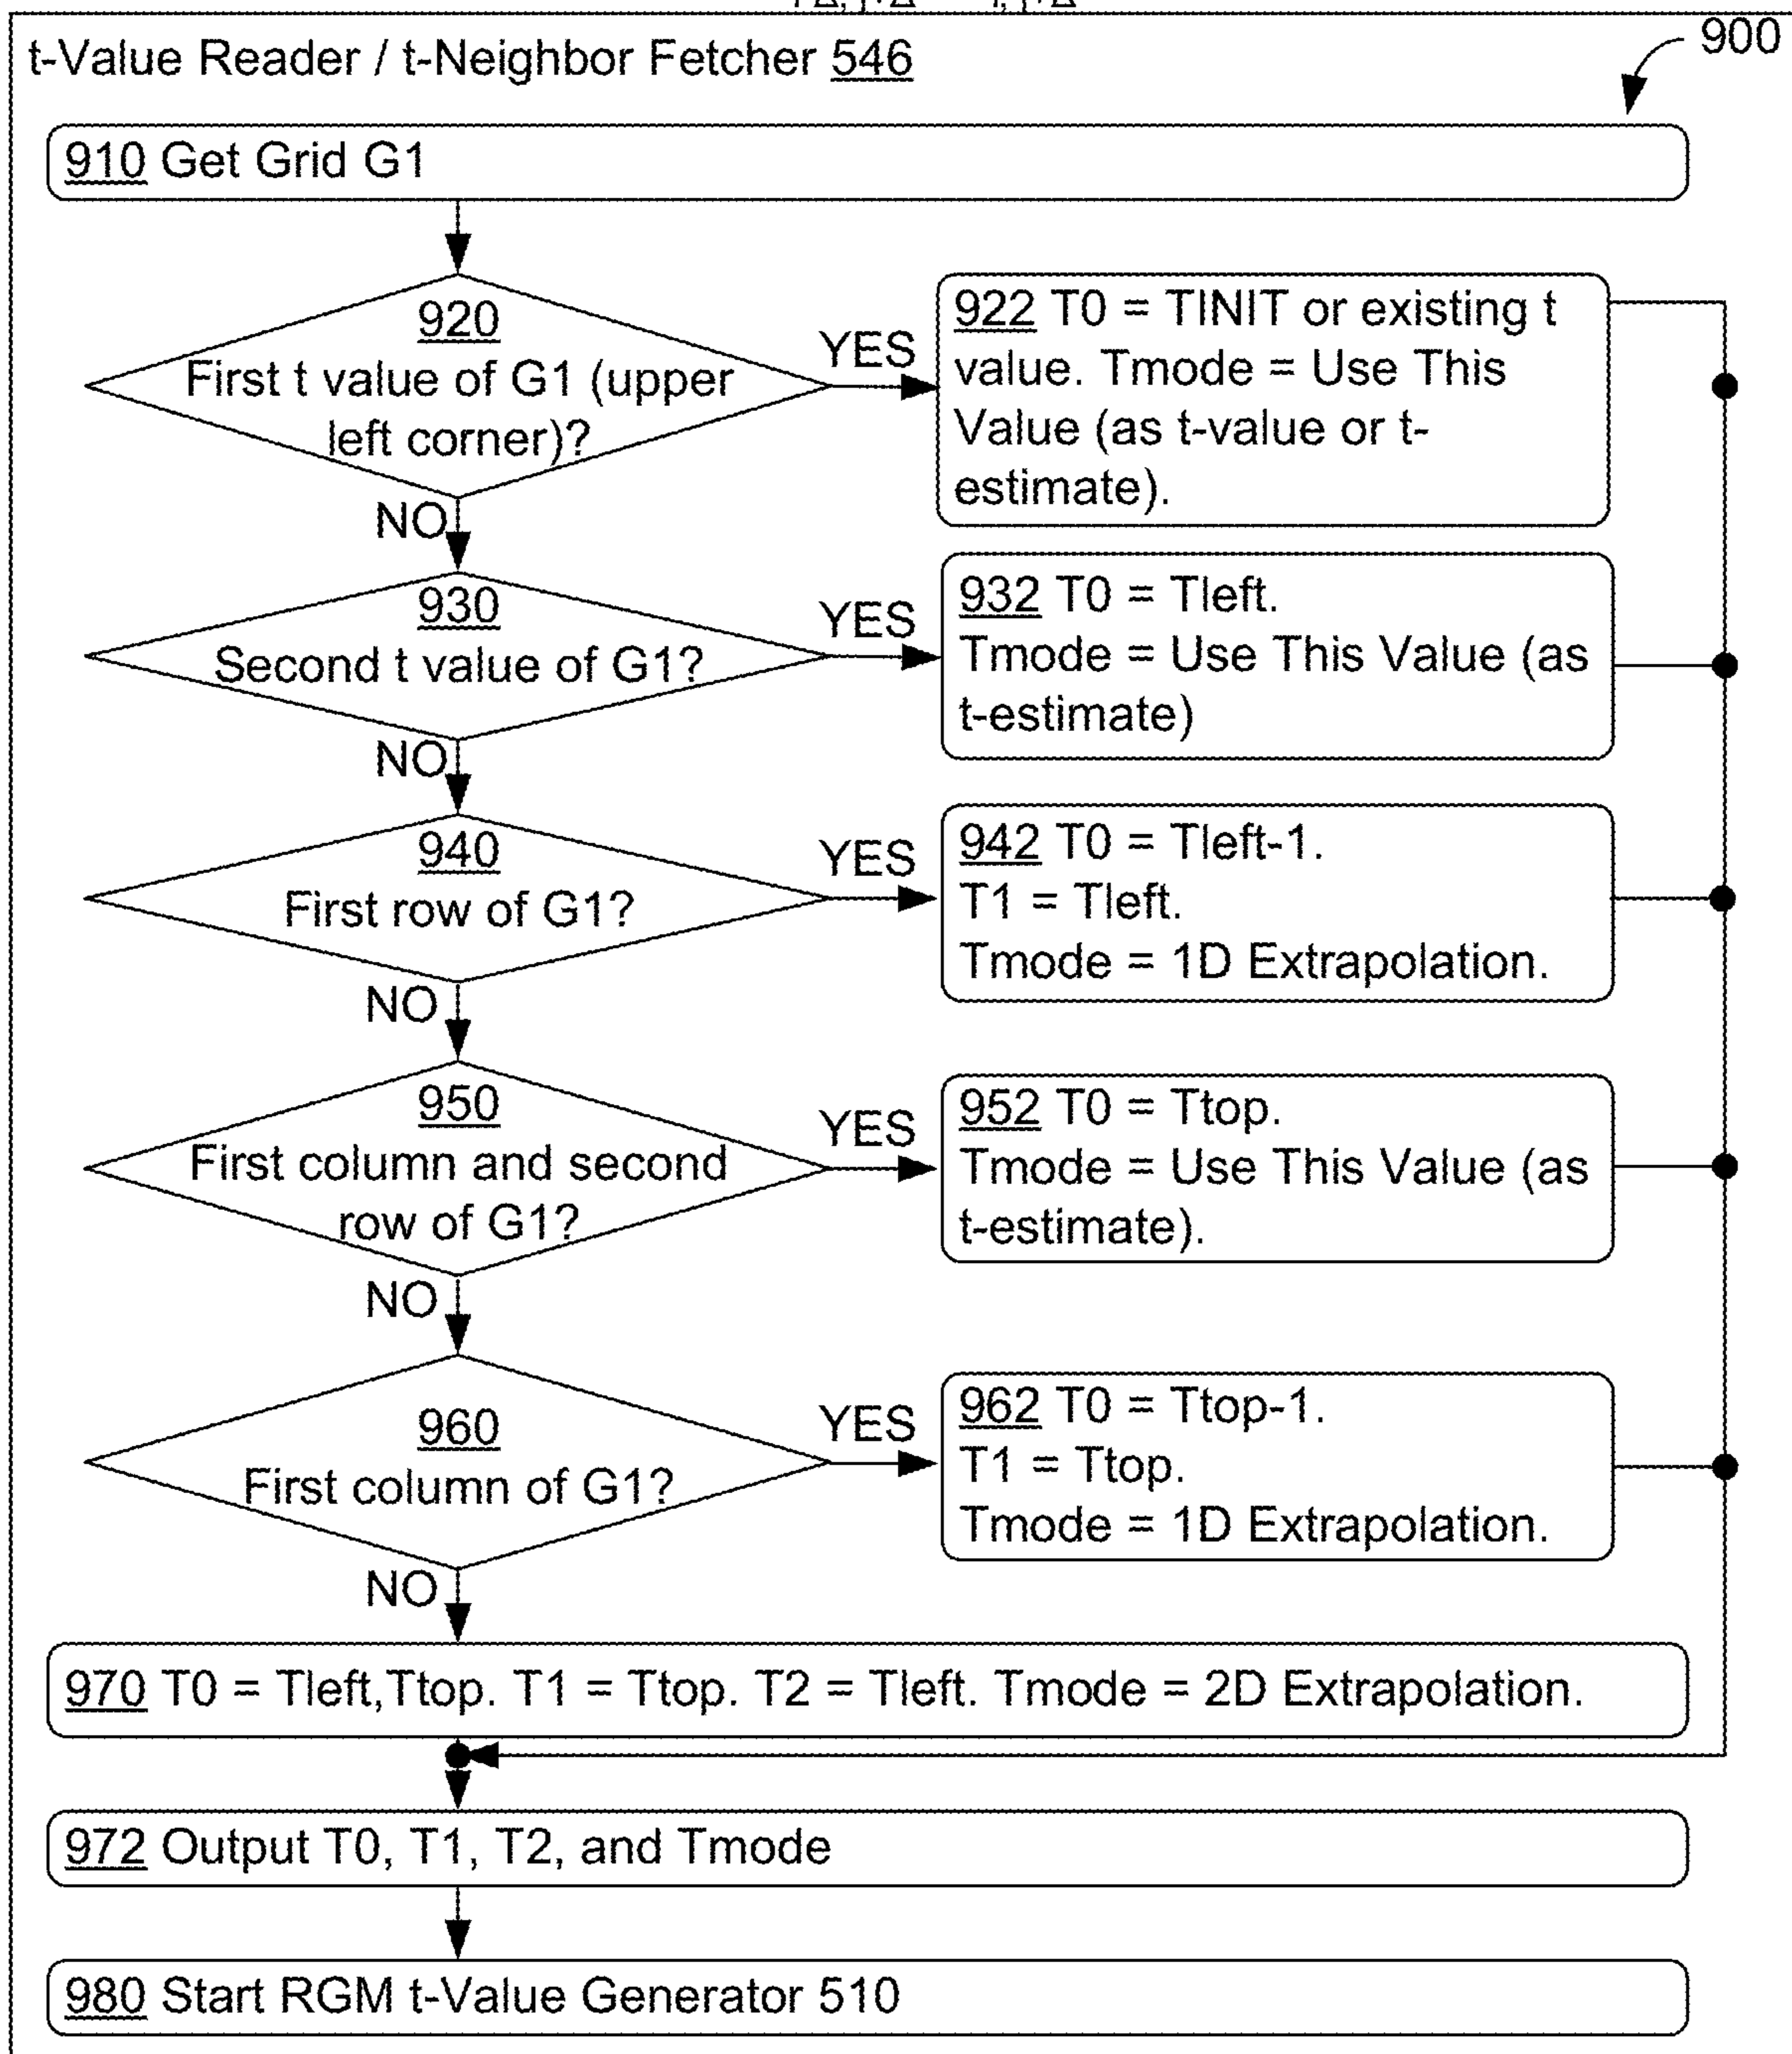 t-Value Reader / t-Neighbor Fetcher 546
900
910 Get Grid G1
920
First t value of G1 (upper
left corner)?
YES
NO
922 T0 = TINIT or existing t
value. Tmode = Use This
Value (as t-value or t-
estimate).
930
Second t value of G1?
YES
NO
932 T0 = Tleft.
Tmode = Use This Value (as
t-estimate)
940
First row of G1?
YES
NO
942 T0 = Tleft-1.
T1 = Tleft.
Tmode = 1D Extrapolation.
950
First column and second
row of G1?
YES
NO
952 T0 = Ttop.
Tmode = Use This Value (as
t-estimate).
960
First column of G1?
YES
NO
962 T0 = Ttop-1.
T1 = Ttop.
Tmode = 1D Extrapolation.
970 T0 = Tleft,Ttop. T1 = Ttop. T2 = Tleft. Tmode = 2D Extrapolation.
972 Output T0, T1, T2, and Tmode
980 Start RGM t-Value Generator 510